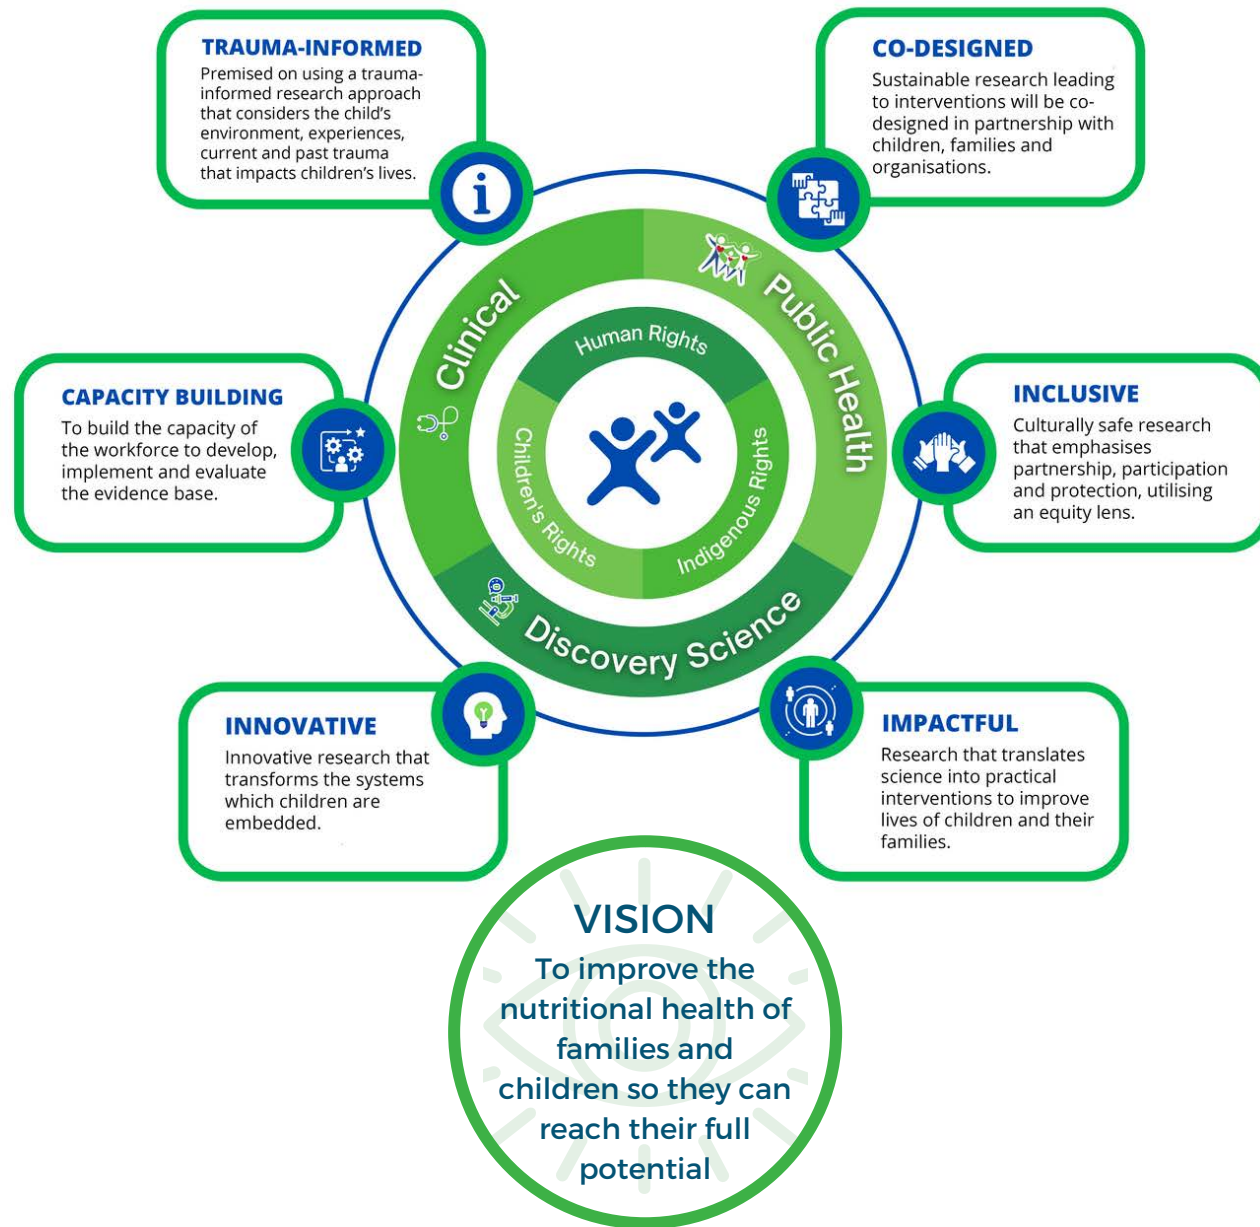 TRAUMA-INFORMED
Premised on using a trauma-
informed research approach
that considers the child’s
environment, experiences,
current and past trauma
that impacts children’s lives.
CO-DESIGNED
Sustainable research leading
to interventions will be co-
designed in partnership with
children, families and
organisations.
Clinical
Public Health
Human Rights
Children's Rights
Indigenous Rights
Discovery Science
CAPACITY BUILDING
To build the capacity of
the workforce to develop,
implement and evaluate
the evidence base.
INCLUSIVE
Culturally safe research
that emphasises
partnership, participation
and protection, utilising
an equity lens.
INNOVATIVE
Innovative research that
transforms the systems
which children are
embedded.
IMPACTFUL
Research that translates
science into practical
interventions to improve
lives of children and their
families.
VISION
To improve the
nutritional health of
families and
children so they can
reach their full
potential